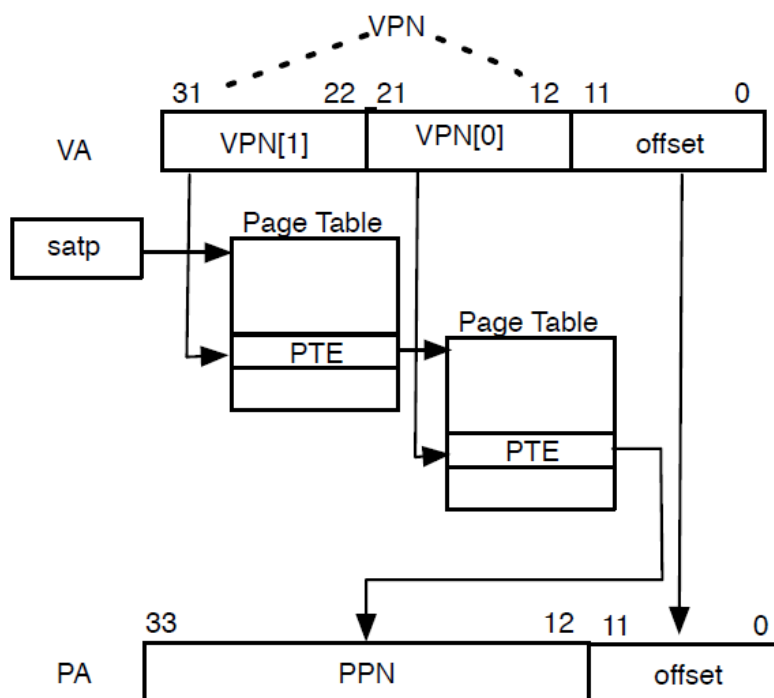 VPN
31 22 21 12 11 0
VA VPN[1] VPN[0] offset
Page Table
satp
Page Table
PTE
PTE
33 12 11 0
PA PPN offset